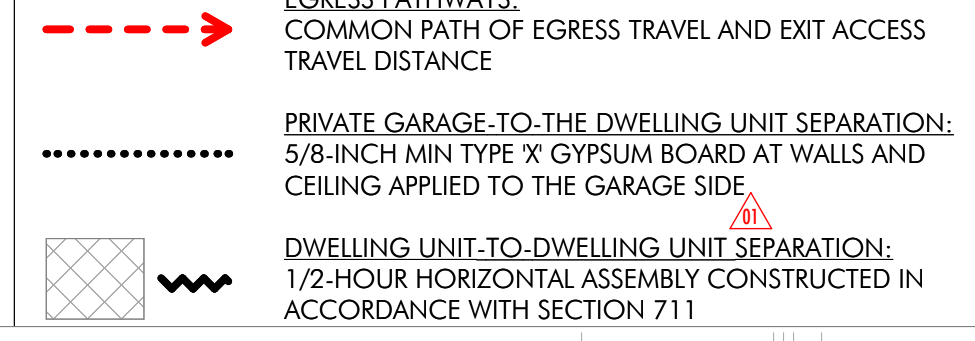 EGRESS PATHWAYS:
COMMON PATH OF EGRESS TRAVEL AND EXIT ACCESS
TRAVEL DISTANCE
PRIVATE GARAGE-TO-THE DWELLING UNIT SEPARATION:
5/8-INCH MIN TYPE 'X' GYPSUM BOARD AT WALLS AND
CEILING APPLIED TO THE GARAGE SIDE
01
DWELLING UNIT-TO-DWELLING UNIT SEPARATION:
1/2-HOUR HORIZONTAL ASSEMBLY CONSTRUCTED IN
ACCORDANCE WITH SECTION 711